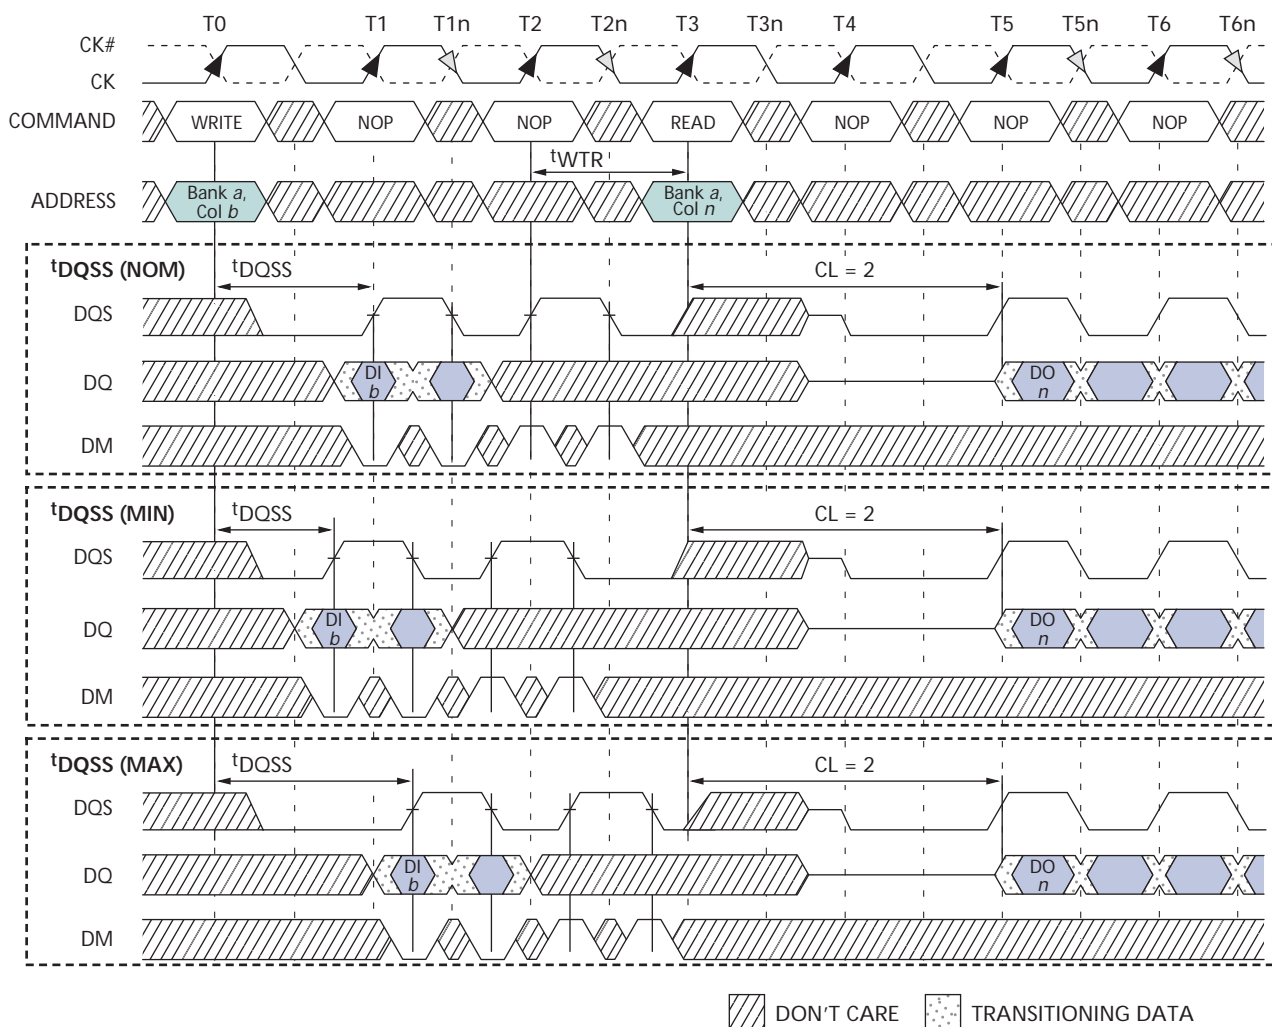 T0 T1 T1n T2 T2n T3 T3n T4 T5 T5n T6 T6n
CK#
CK
COMMAND WRITE NOP NOP READ NOP NOP NOP
tWTR
ADDRESS Bank a, Col b Bank a, Col n
tDQSS (NOM) tDQSS CL = 2
DQS
DQ DI b DO n
DM
tDQSS (MIN) tDQSS CL = 2
DQS
DQ DI b DO n
DM
tDQSS (MAX) tDQSS CL = 2
DQS
DQ DI b DO n
DM
DON'T CARE TRANSITIONING DATA